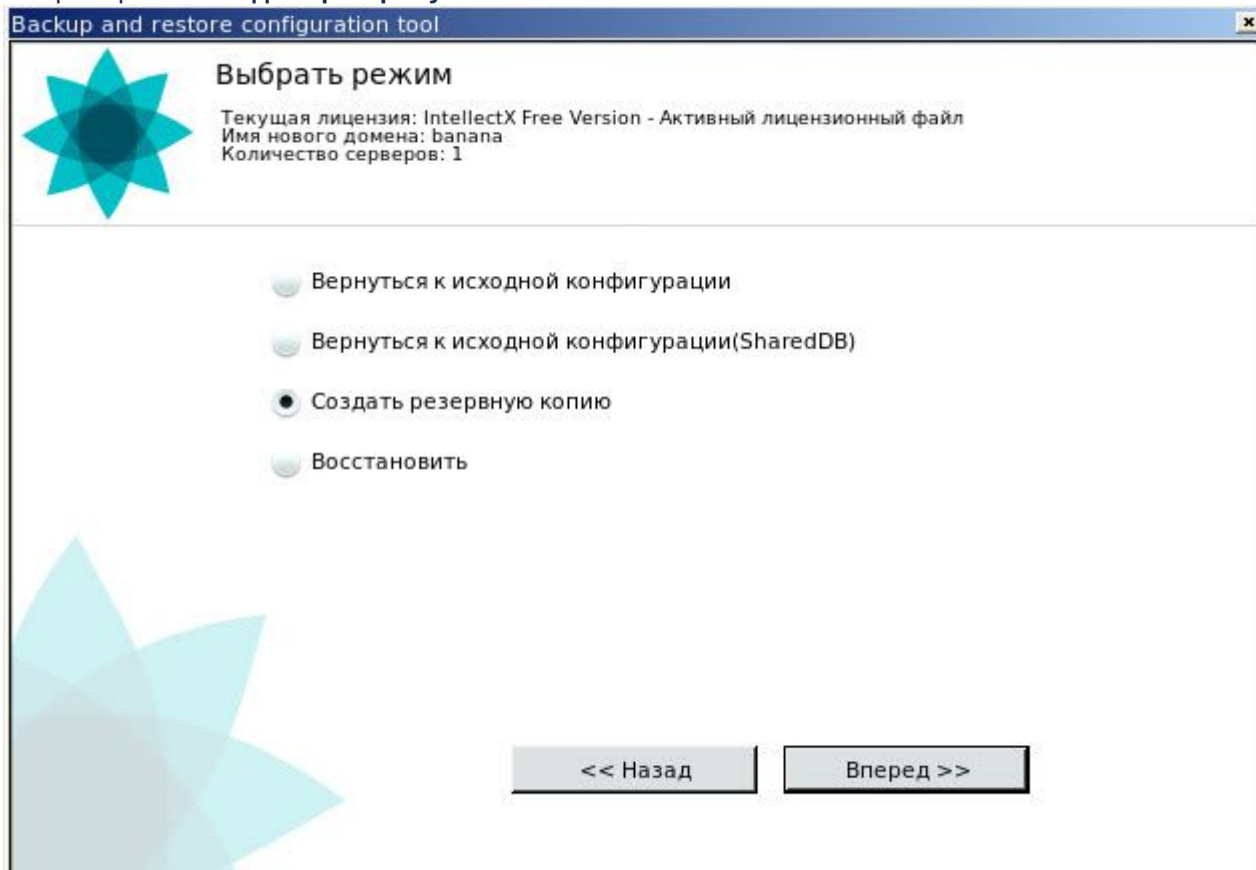 Backup and restore configuration tool
Выбрать режим
Текущая лицензия: IntellectX Free Version - Активный лицензионный файл
Имя нового домена: banana
Количество серверов: 1
Вернуться к исходной конфигурации
Вернуться к исходной конфигурации(SharedDB)
Создать резервную копию
Восстановить
<< Назад
Вперед >>